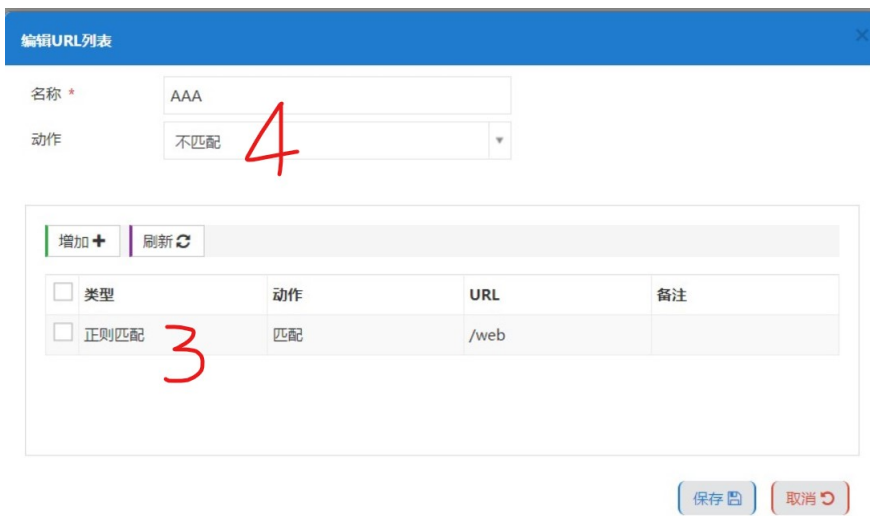 编辑URL列表
名称 * AAA
动作 不匹配
4
增加 刷新
类型 动作 URL 备注
正则匹配 匹配 /web
3
保存 取消